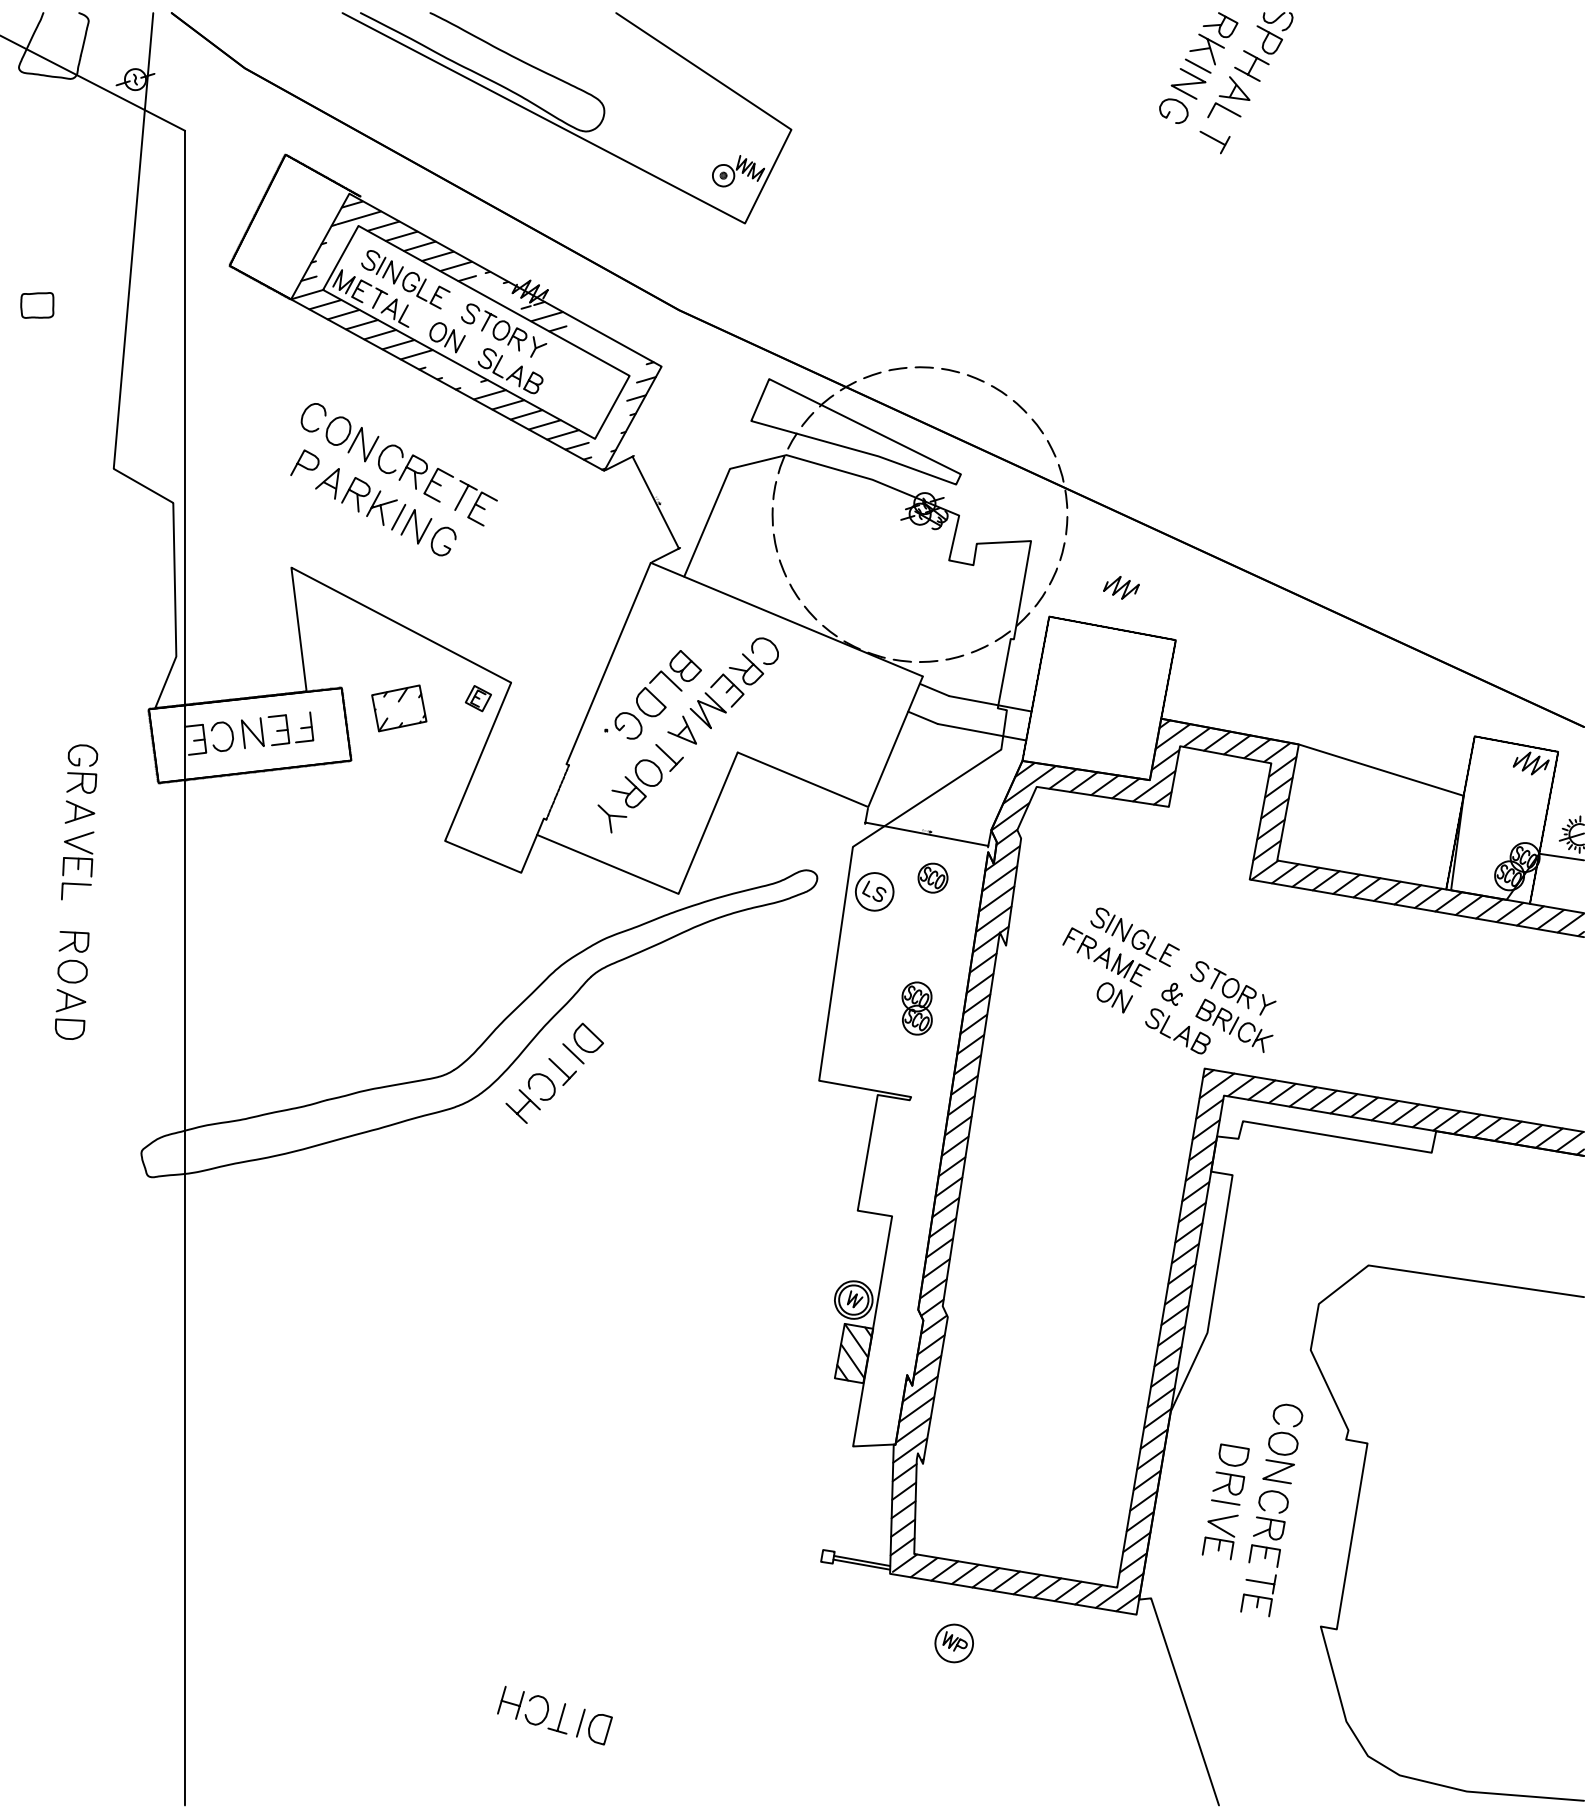 SPHALT
RKING
WM
SINGLE STORY
METAL ON SLAB
CONCRETE
PARKING
CREMATORY
BLDG.
E
FENCE
GRAVEL ROAD
LS
SCO
SCO
SCO
SCO
SCO
SINGLE STORY
FRAME & BRICK
ON SLAB
DITCH
W
CONCRETE
DRIVE
WP
DITCH